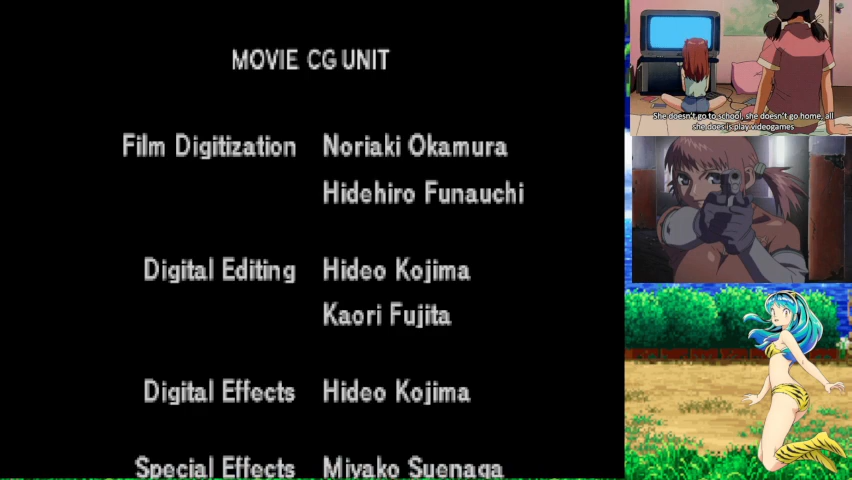 MOVIE CG UNIT
Film Digitization Noriaki Okamura
Hidehiro Funauchi
Digital Editing Hideo Kojima
Kaori Fujita
Digital Effects Hideo Kojima
Special Effects Miyako Suenaga
She doesn't go to school, she doesn't go home, all
she does is play videogames